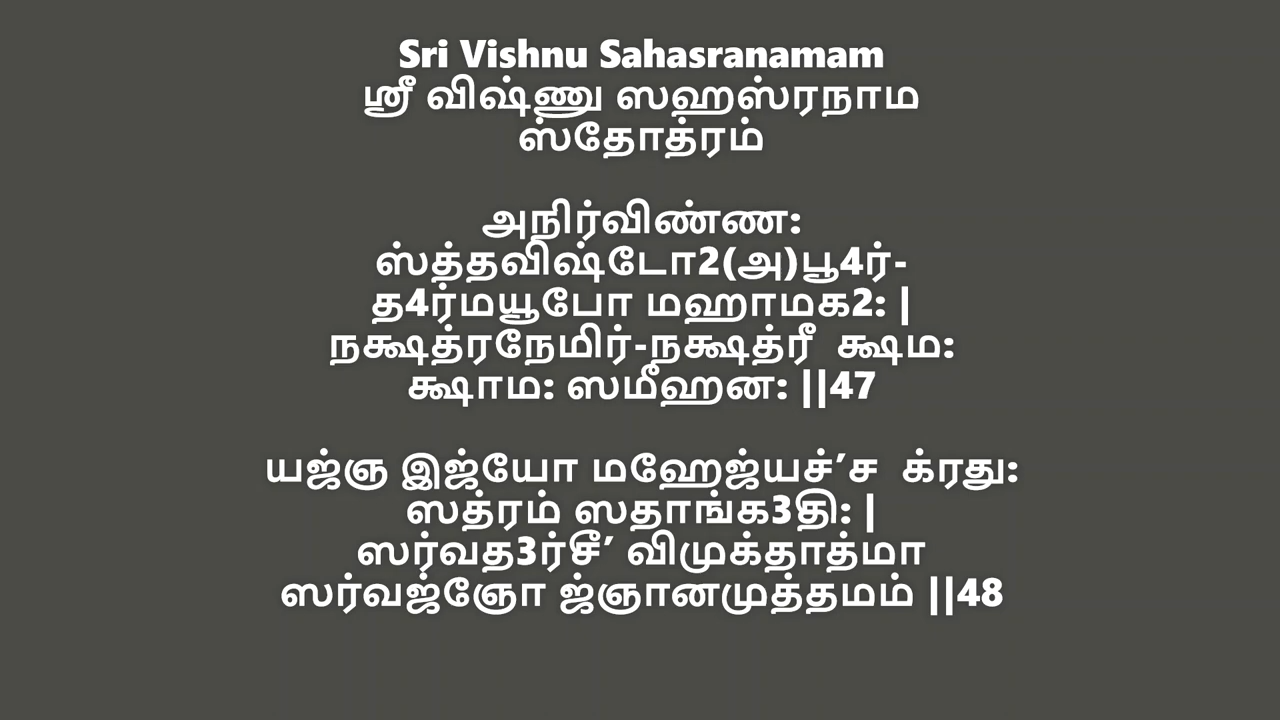 Sri Vishnu Sahasranamam
ஶ்ரீ விஷ்ணு ஸஹஸ்ரநாம
ஸ்தோத்ரம்
அநிர்விண்ண:
ஸ்த்தவிஷ்டோ2(அ)பூ4ர்-
த4ர்மயூபோ மஹாமக2: |
நக்ஷத்ரநேமிர்-நக்ஷத்ரீ க்ஷம:
க்ஷாம: ஸமீஹன: ||47
யஜ்ஞ இஜ்யோ மஹேஜ்யச்’ச க்ரது:
ஸத்ரம் ஸதாங்க3தி: |
ஸர்வத3ர்சீ’ விமுக்தாத்மா
ஸர்வஜ்ஞோ ஜ்ஞானமுத்தமம் ||48